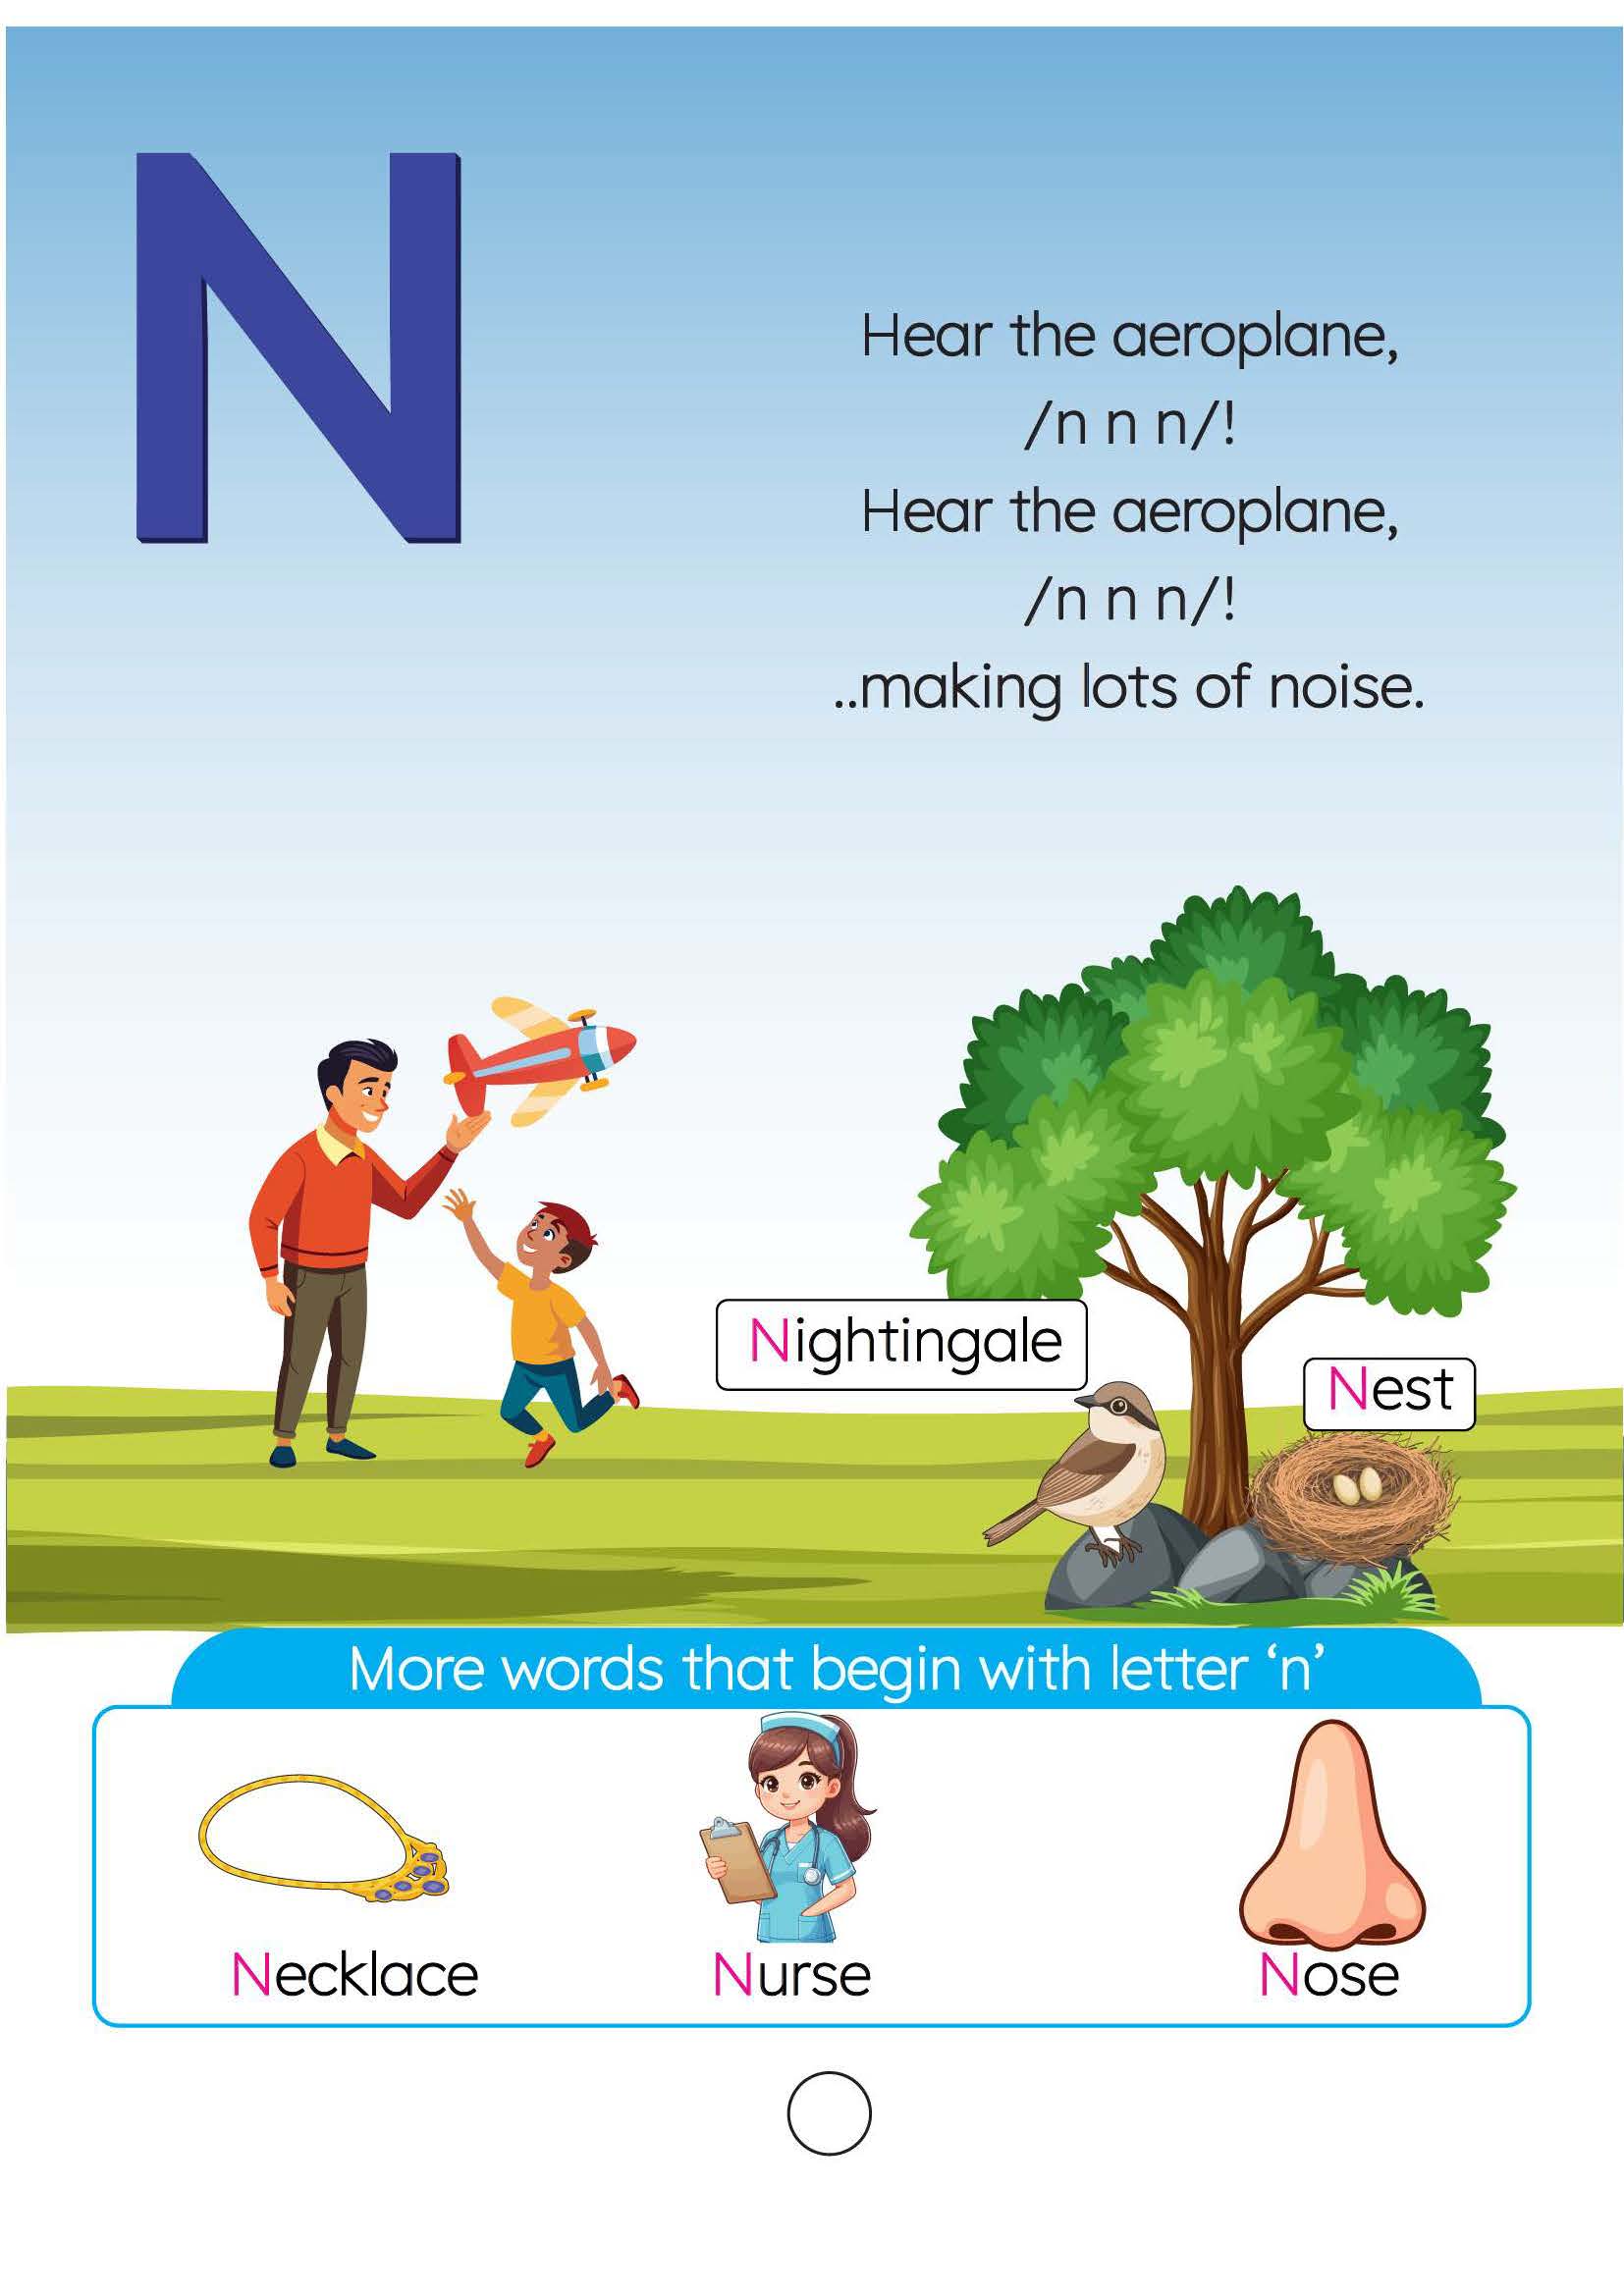 N
Hear the aeroplane,
/n n n/!
Hear the aeroplane,
/n n n/!
..making lots of noise.
Nightingale
Nest
More words that begin with letter ‘n’
Necklace
Nurse
Nose